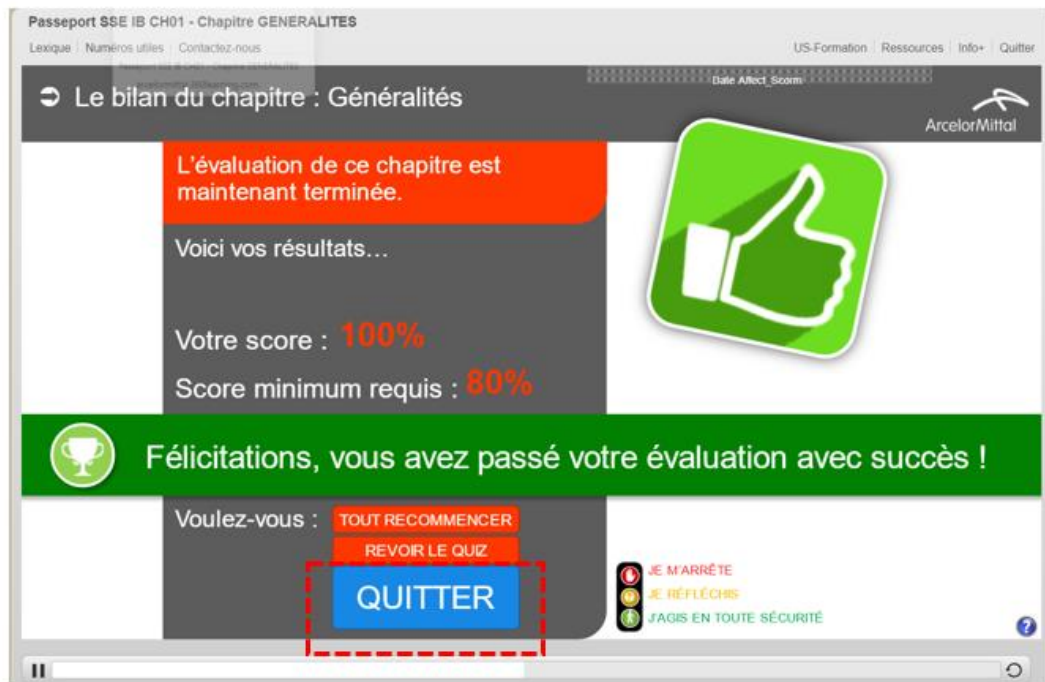 Passeport SSE IB CH01 - Chapitre GENERALITES
Lexique Numéros utiles Contactez-nous US-Formation Ressources Info+ Quitter
Date Affect_Scorm
Le bilan du chapitre : Généralités
ArcelorMittal
L'évaluation de ce chapitre est
maintenant terminée.
Voici vos résultats...
Votre score : 100%
Score minimum requis : 80%
Félicitations, vous avez passé votre évaluation avec succès !
Voulez-vous : TOUT RECOMMENCER
REVOIR LE QUIZ
QUITTER
JE M'ARRÊTE
JE RÉFLÉCHIS
J'AGIS EN TOUTE SÉCURITÉ
?